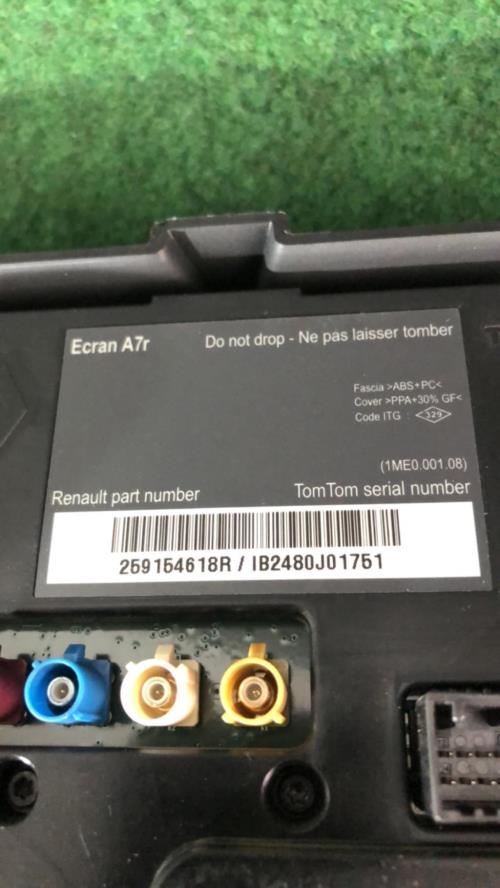 Ecran A7r Do not drop - Ne pas laisser tomber
Fascia >ABS+PC<
Cover >PPA+30% GF<
Code ITG : 329
(1ME0.001.08)
Renault part number TomTom serial number
259154618R / IB2480J01751